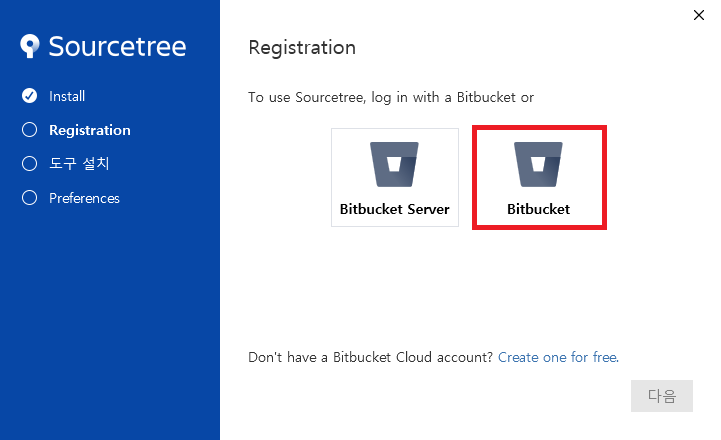 Sourcetree
Install
Registration
도구 설치
Preferences
Registration
To use Sourcetree, log in with a Bitbucket or
Bitbucket Server
Bitbucket
Don't have a Bitbucket Cloud account? Create one for free.
다음